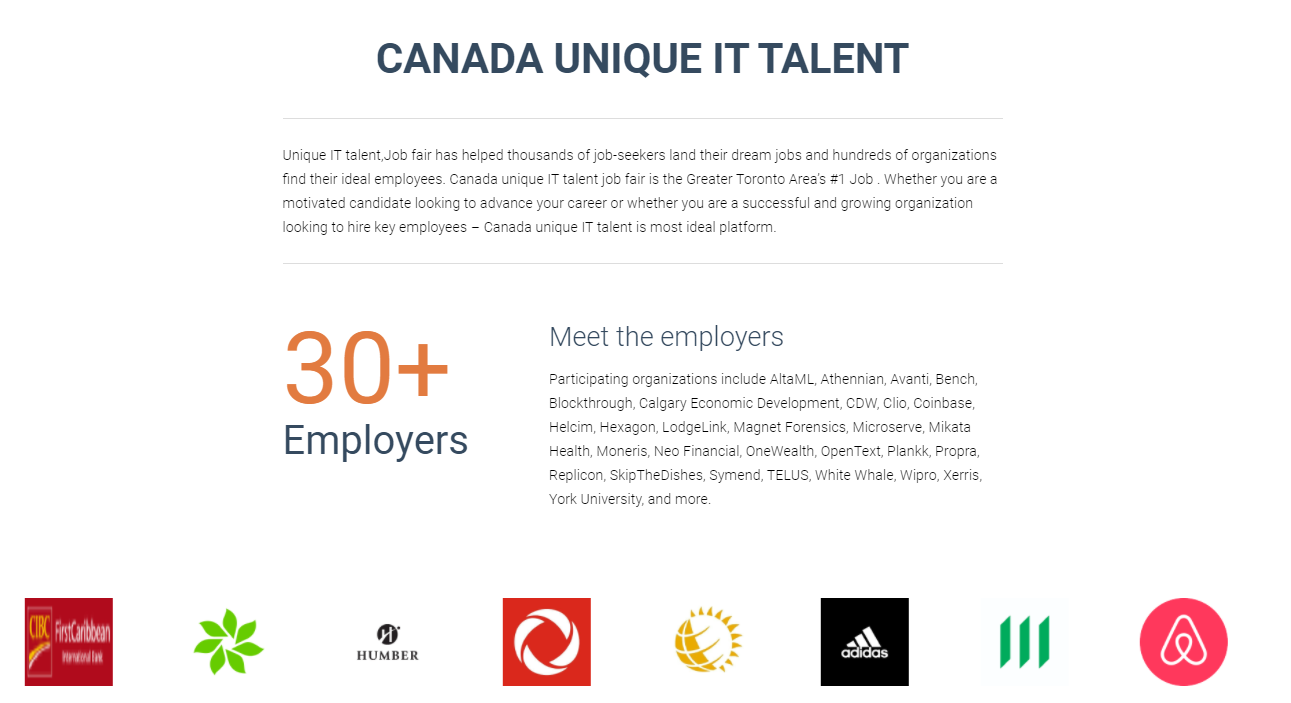 CANADA UNIQUE IT TALENT
Unique IT talent,Job fair has helped thousands of job-seekers land their dream jobs and hundreds of organizations
find their ideal employees. Canada unique IT talent job fair is the Greater Toronto Area's #1 Job . Whether you are a
motivated candidate looking to advance your career or whether you are a successful and growing organization
looking to hire key employees – Canada unique IT talent is most ideal platform.
30+
Employers
Meet the employers
Participating organizations include AltaML, Athennian, Avanti, Bench,
Blockthrough, Calgary Economic Development, CDW, Clio, Coinbase,
Helcim, Hexagon, LodgeLink, Magnet Forensics, Microserve, Mikata
Health, Moneris, Neo Financial, OneWealth, OpenText, Plankk, Propra,
Replicon, SkipTheDishes, Symend, TELUS, White Whale, Wipro, Xerris,
York University, and more.
CIBC
FirstCaribbean
International Bank
HUMBER
adidas